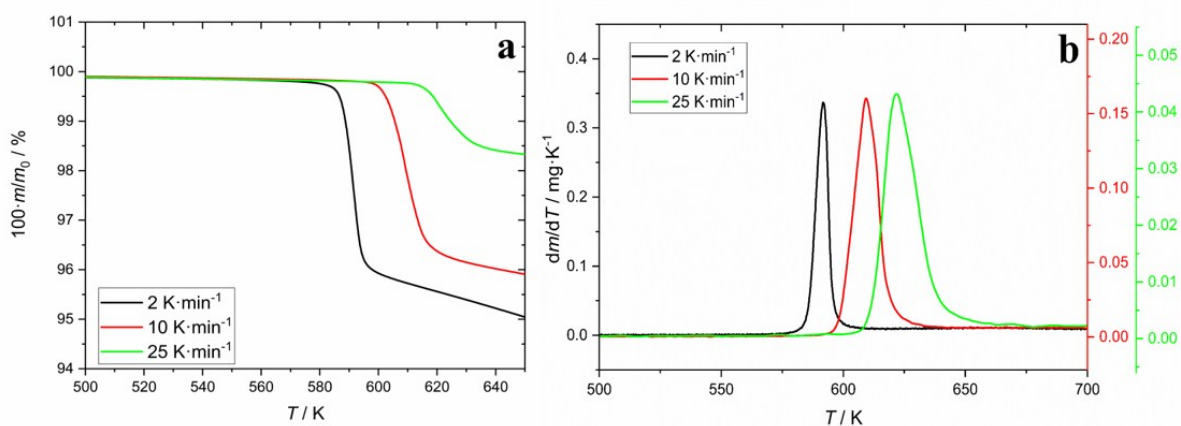 a
101
100
99
98
97
96
95
94
100·m/m₀ / %
2 K·min⁻¹
10 K·min⁻¹
25 K·min⁻¹
500 520 540 560 580 600 620 640
T / K
b
0.4
0.3
0.2
0.1
0.0
dm/dT / mg·K⁻¹
2 K·min⁻¹
10 K·min⁻¹
25 K·min⁻¹
0.20
0.15
0.10
0.05
0.00
0.05
0.04
0.03
0.02
0.01
0.00
500 550 600 650 700
T / K